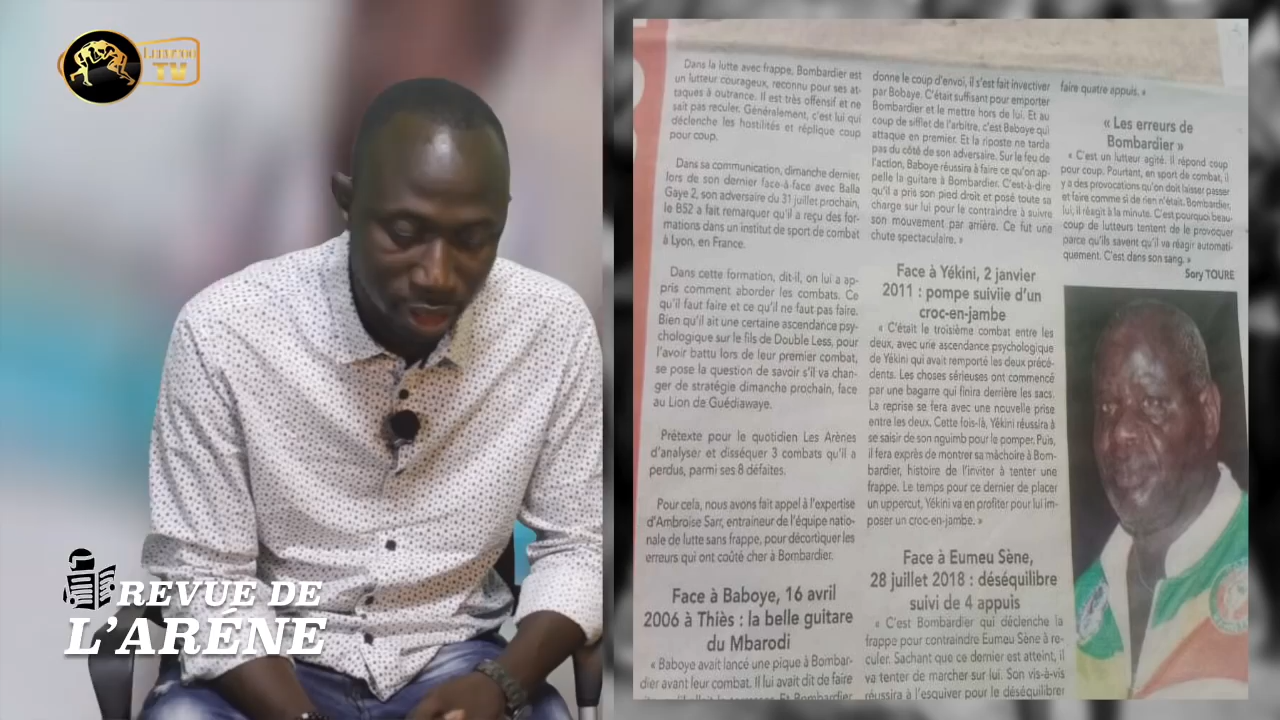 TV
REVUE DE
L'ARÉNE
Dans la lutte avec frappe, Bombardier est
un lutteur courageux, reconnu pour ses at-
taques à outrance. Il est très offensif et ne
sait pas reculer. Généralement, c'est lui qui
déclenche les hostilités et réplique coup
pour coup.
Dans sa communication, dimanche dernier,
lors de son dernier face-à-face avec Balla
Gaye 2, son adversaire du 31 juillet prochain,
le B52 a fait remarquer qu'il a reçu des for-
mations dans un institut de sport de combat
à Lyon, en France.
Dans cette formation, dit-il, on lui a ap-
pris comment aborder les combats. Ce
qu'il faut faire et ce qu'il ne faut pas faire.
Bien qu'il ait une certaine ascendance psy-
chologique sur le fils de Double Less, pour
l'avoir battu lors de leur premier combat,
se pose la question de savoir s'il va chan-
ger de stratégie dimanche prochain, face
au Lion de Guédiawaye.
Prétexte pour le quotidien Les Arènes
d'analyser et disséquer 3 combats qu'il a
perdus, parmi ses 8 défaites.
Pour cela, nous avons fait appel à l'expertise
d'Ambroise Sarr, entraineur de l'équipe natio-
nale de lutte sans frappe, pour décortiquer les
erreurs qui ont coûté cher à Bombardier.
Face à Baboye, 16 avril
2006 à Thiès : la belle guitare
du Mbarodi
« Baboye avait lancé une pique à Bombar-
dier avant leur combat. Il lui avait dit de faire
donne le coup d'envoi, il s'est fait invectiver
par Bobaye. C'était suffisant pour emporter
Bombardier et le mettre hors de lui. Et au
coup de sifflet de l'arbitre, c'est Baboye qui
attaque en premier. Et la riposte ne tarda
pas du côté de son adversaire. Sur le feu de
l'action, Baboye réussira à faire ce qu'on ap-
pelle la guitare à Bombardier. C'est-à-dire
qu'il a pris son pied droit et posé toute sa
charge sur lui pour le contraindre à suivre
son mouvement par arrière. Ce fut une
chute spectaculaire. »
Face à Yékini, 2 janvier
2011 : pompe suiviie d'un
croc-en-jambe
« C'était le troisième combat entre les
deux, avec une ascendance psychologique
de Yékini qui avait remporté les deux précé-
dents. Les choses sérieuses ont commencé
par une bagarre qui finira derrière les sacs.
La reprise se fera avec une nouvelle prise
entre les deux. Cette fois-là, Yékini réussira à
se saisir de son nguimb pour le pomper. Puis,
il fera exprès de montrer sa mâchoire à Bom-
bardier, histoire de l'inviter à tenter une
frappe. Le temps pour ce dernier de placer
un uppercut, Yékini va en profiter pour lui im-
poser un croc-en-jambe. »
Face à Eumeu Sène,
28 juillet 2018 : déséquilibre
suivi de 4 appuis
« C'est Bombardier qui déclenche la
frappe pour contraindre Eumeu Sène à re-
culer. Sachant que ce dernier est atteint, il
va tenter de marcher sur lui. Son vis-à-vis
réussira à l'esquiver pour le déséquilibrer
faire quatre appuis. »
« Les erreurs de
Bombardier »
« C'est un lutteur agité. Il répond coup
pour coup. Pourtant, en sport de combat, il
y a des provocations qu'on doit laisser passer
et faire comme si de rien n'était. Bombardier,
lui, il réagit à la minute. C'est pourquoi beau-
coup de lutteurs tentent de le provoquer
parce qu'ils savent qu'il va réagir automati-
quement. C'est dans son sang. »
Sory TOURE